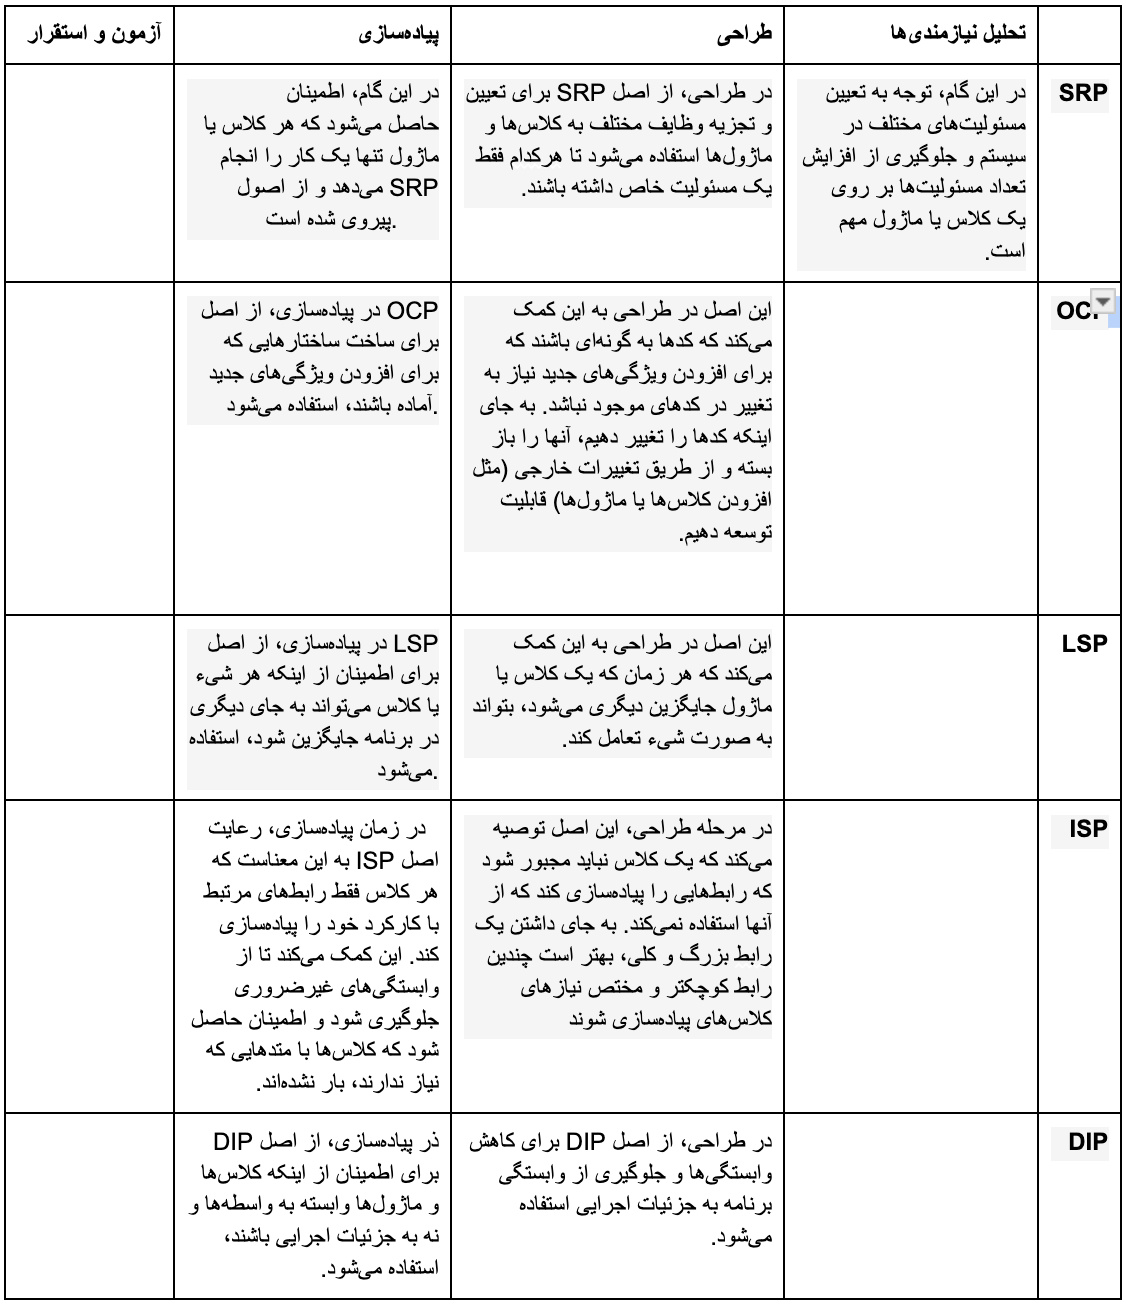 تحلیل نیازمندی‌ها
طراحی
پیاده‌سازی
آزمون و استقرار
SRP
در این گام، توجه به تعیین
مسئولیت‌های مختلف در
سیستم و جلوگیری از افزایش
تعداد مسئولیت‌ها بر روی
یک کلاس یا ماژول مهم
است.
در طراحی، از اصل SRP برای تعیین
و تجزیه وظایف مختلف به کلاس‌ها و
ماژول‌ها استفاده می‌شود تا هرکدام فقط
یک مسئولیت خاص داشته باشند.
در این گام، اطمینان
حاصل می‌شود که هر کلاس یا
ماژول تنها یک کار را انجام
می‌دهد و از اصول SRP
پیروی شده است.
این اصل در طراحی به این کمک
می‌کند که کدها به گونه‌ای باشند که
برای افزودن ویژگی‌های جدید نیاز به
تغییر در کدهای موجود نباشد. به جای
اینکه کدها را تغییر دهیم، آنها را باز
بسته و از طریق تغییرات خارجی (مثل
افزودن کلاس‌ها یا ماژول‌ها) قابلیت
توسعه دهیم.
در پیاده‌سازی، از اصل OCP
برای ساخت ساختارهایی که
برای افزودن ویژگی‌های جدید
آماده باشند، استفاده می‌شود.
LSP
این اصل در طراحی به این کمک
می‌کند که هر زمان که یک کلاس یا
ماژول جایگزین دیگری می‌شود، بتواند
به صورت شیء تعامل کند.
در پیاده‌سازی، از اصل LSP
برای اطمینان از اینکه هر شیء
یا کلاس می‌تواند به جای دیگری
در برنامه جایگزین شود، استفاده
می‌شود.
ISP
در مرحله طراحی، این اصل توصیه
می‌کند که یک کلاس نباید مجبور شود
که رابط‌هایی را پیاده‌سازی کند که از
آنها استفاده نمی‌کند. به جای داشتن یک
رابط بزرگ و کلی، بهتر است چندین
رابط کوچکتر و مختص نیازهای
کلاس‌های پیاده‌سازی شوند
در زمان پیاده‌سازی، رعایت
اصل ISP به این معناست که
هر کلاس فقط رابط‌های مرتبط
با کارکرد خود را پیاده‌سازی
کند. این کمک می‌کند تا از
وابستگی‌های غیرضروری
جلوگیری شود و اطمینان حاصل
شود که کلاس‌ها با متدهایی که
نیاز ندارند، بار نشده‌اند.
DIP
در طراحی، از اصل DIP برای کاهش
وابستگی‌ها و جلوگیری از وابستگی
برنامه به جزئیات اجرایی استفاده
می‌شود.
ذر پیاده‌سازی، از اصل DIP
برای اطمینان از اینکه کلاس‌ها
و ماژول‌ها وابسته به واسطه‌ها و
نه به جزئیات اجرایی باشند،
استفاده می‌شود.